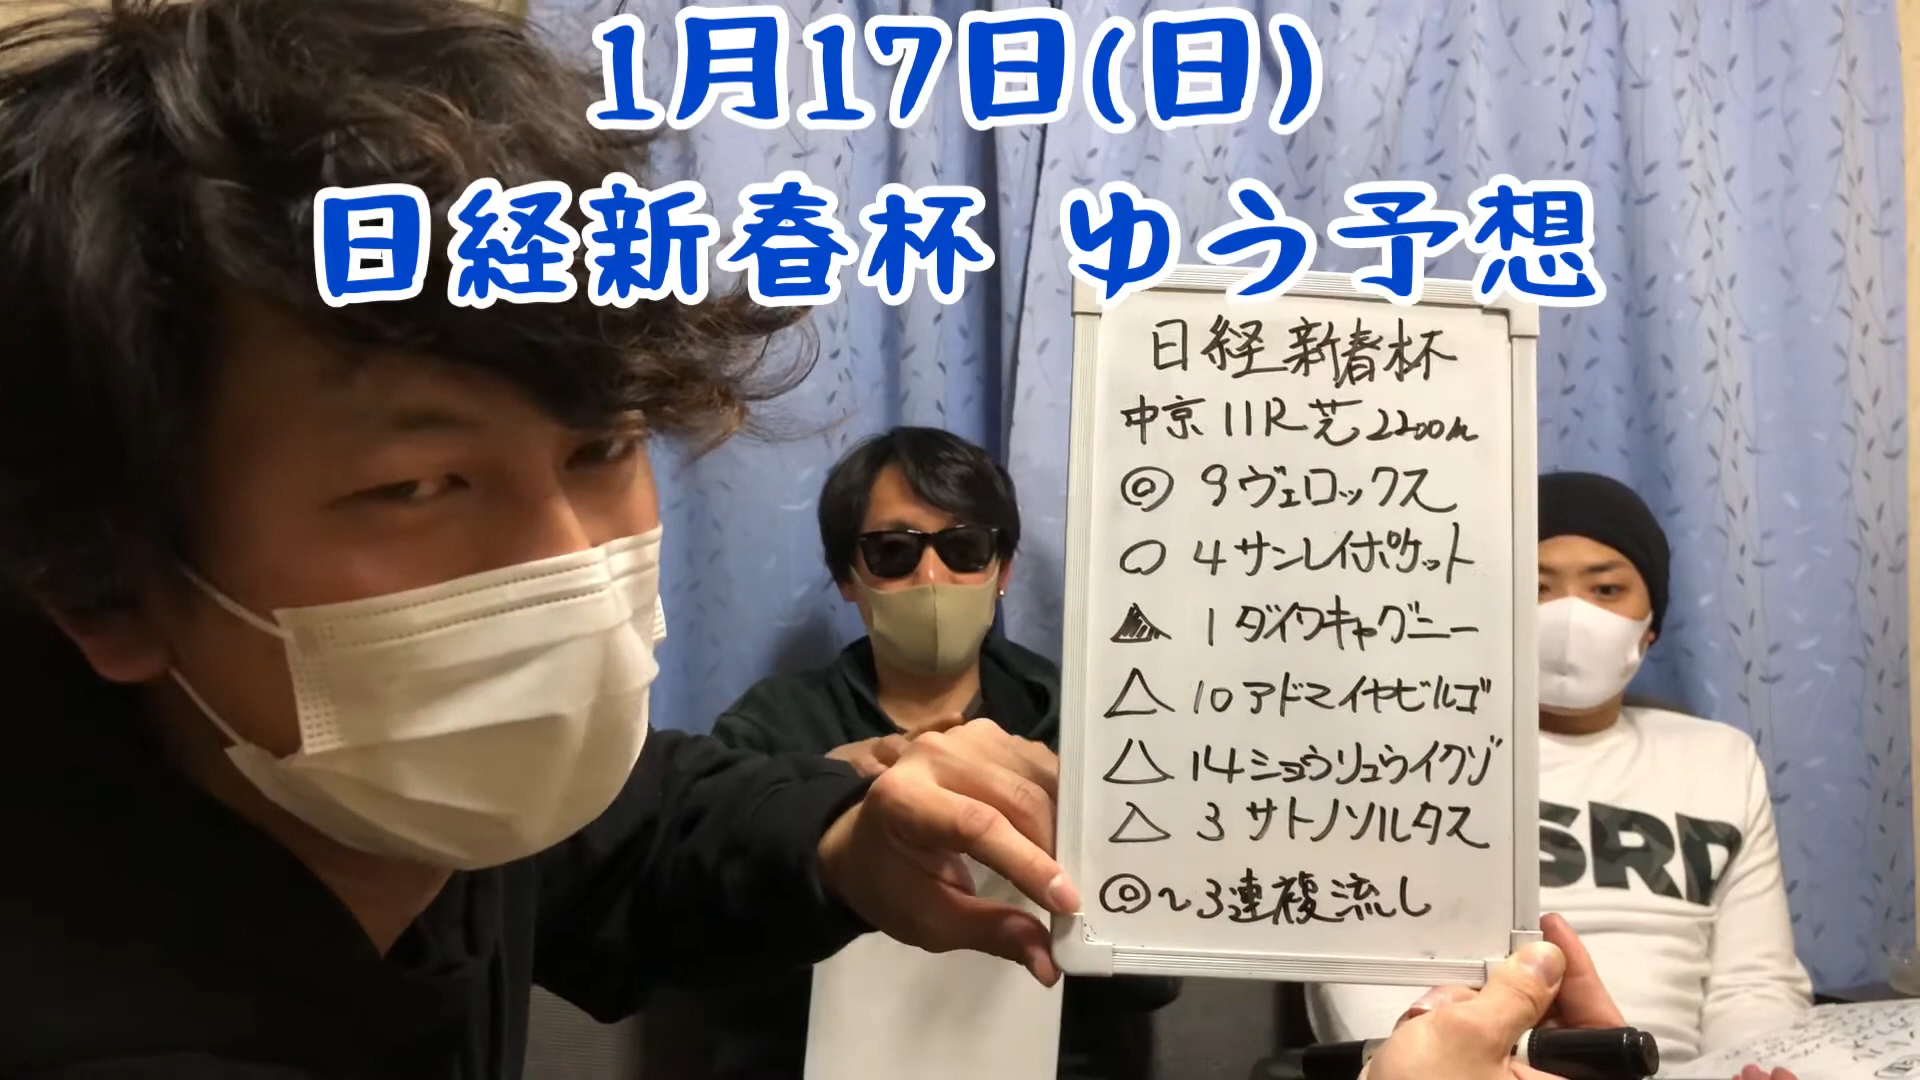 1月17日(日)
日経新春杯 ゆう予想
日経新春杯
中京11R芝2200m
◎ 9ヴェロックス
○ 4サンレイポケット
▲ 1ダイワキャグニー
△ 10アドマイヤビルゴ
△ 14ショウリュウイクゾ
△ 3サトノソルタス
◎~3連複流し
SRD